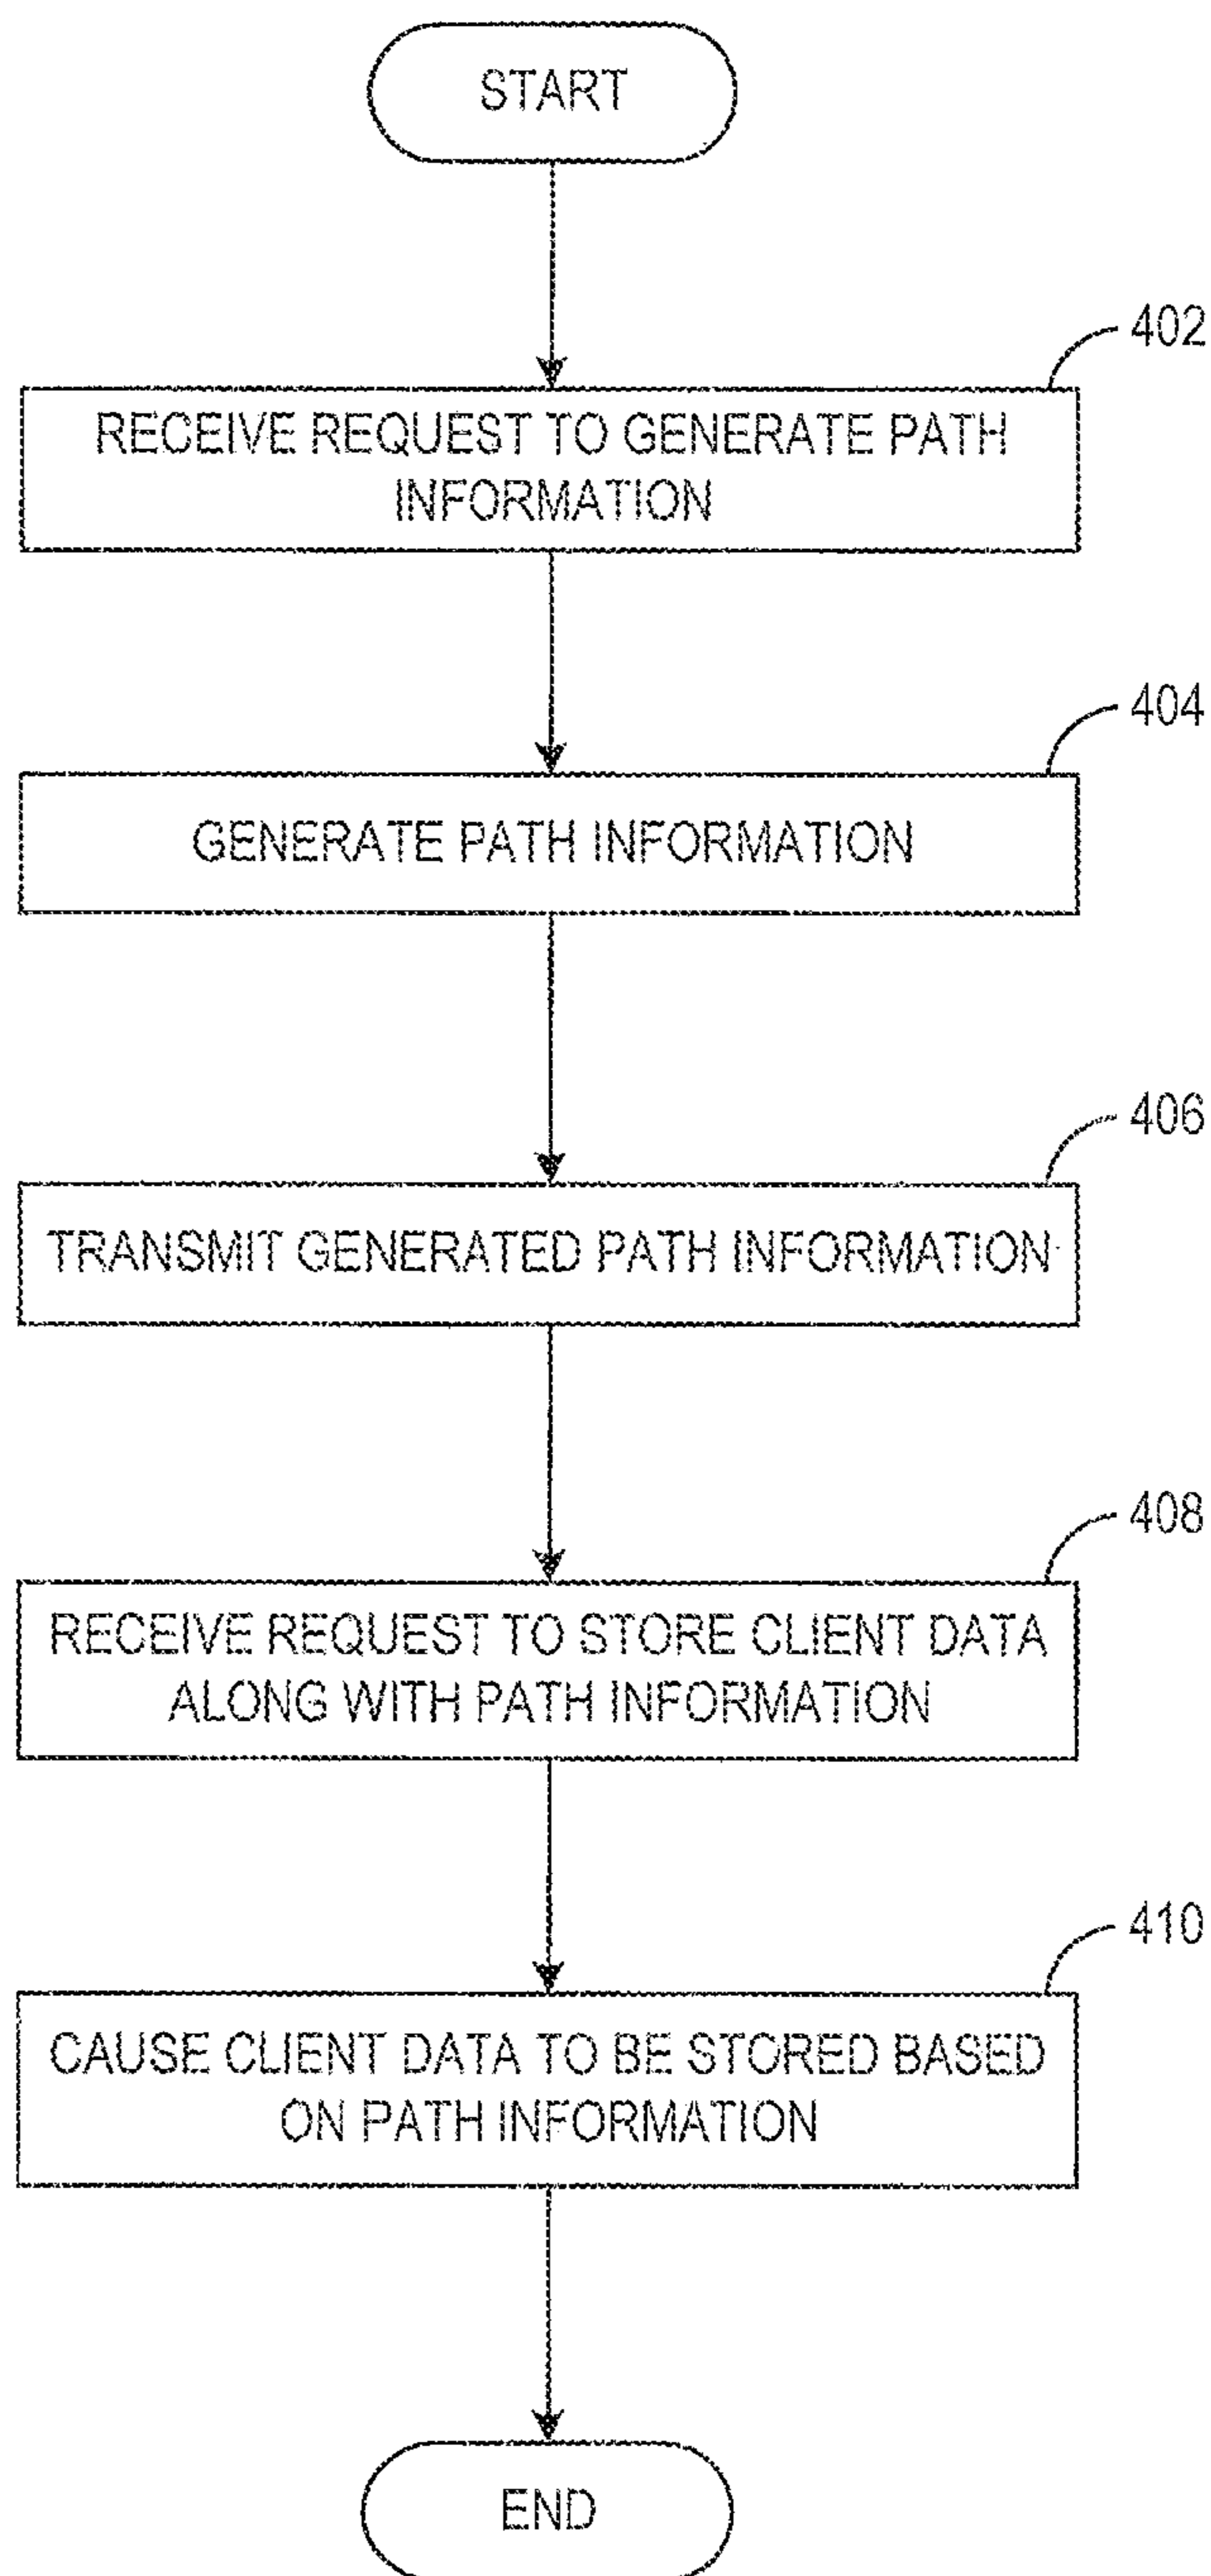 START
402
RECEIVE REQUEST TO GENERATE PATH
INFORMATION
404
GENERATE PATH INFORMATION
406
TRANSMIT GENERATED PATH INFORMATION
408
RECEIVE REQUEST TO STORE CLIENT DATA
ALONG WITH PATH INFORMATION
410
CAUSE CLIENT DATA TO BE STORED BASED
ON PATH INFORMATION
END